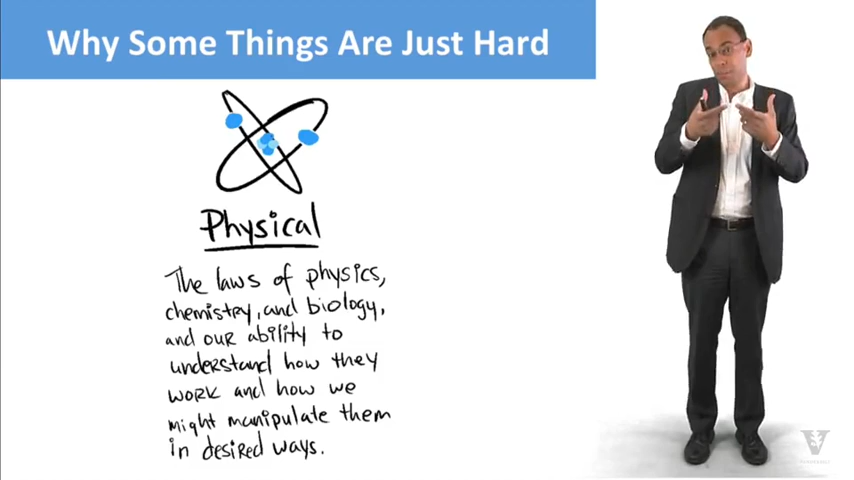 Why Some Things Are Just Hard
Physical
The laws of physics,
chemistry, and biology,
and our ability to
understand how they
work and how we
might manipulate them
in desired ways.
V
VANDERBILT